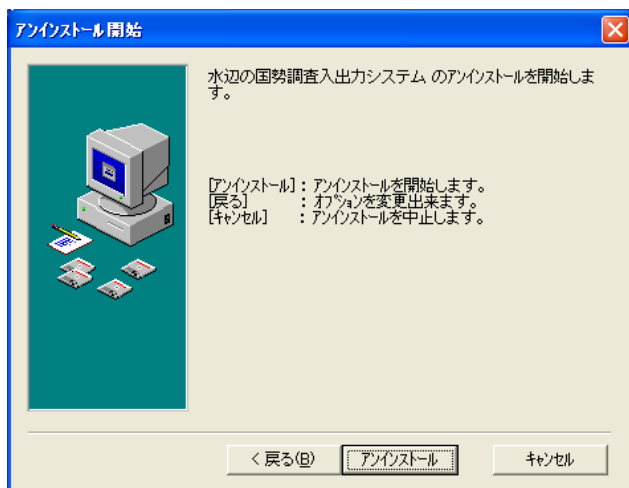 アンインストール開始
水辺の国勢調査入出力システム のアンインストールを開始しま
す。
[アンインストール] : アンインストールを開始します。
[戻る] : オプションを変更出来ます。
[キャンセル] : アンインストールを中止します。
< 戻る(B) アンインストール キャンセル